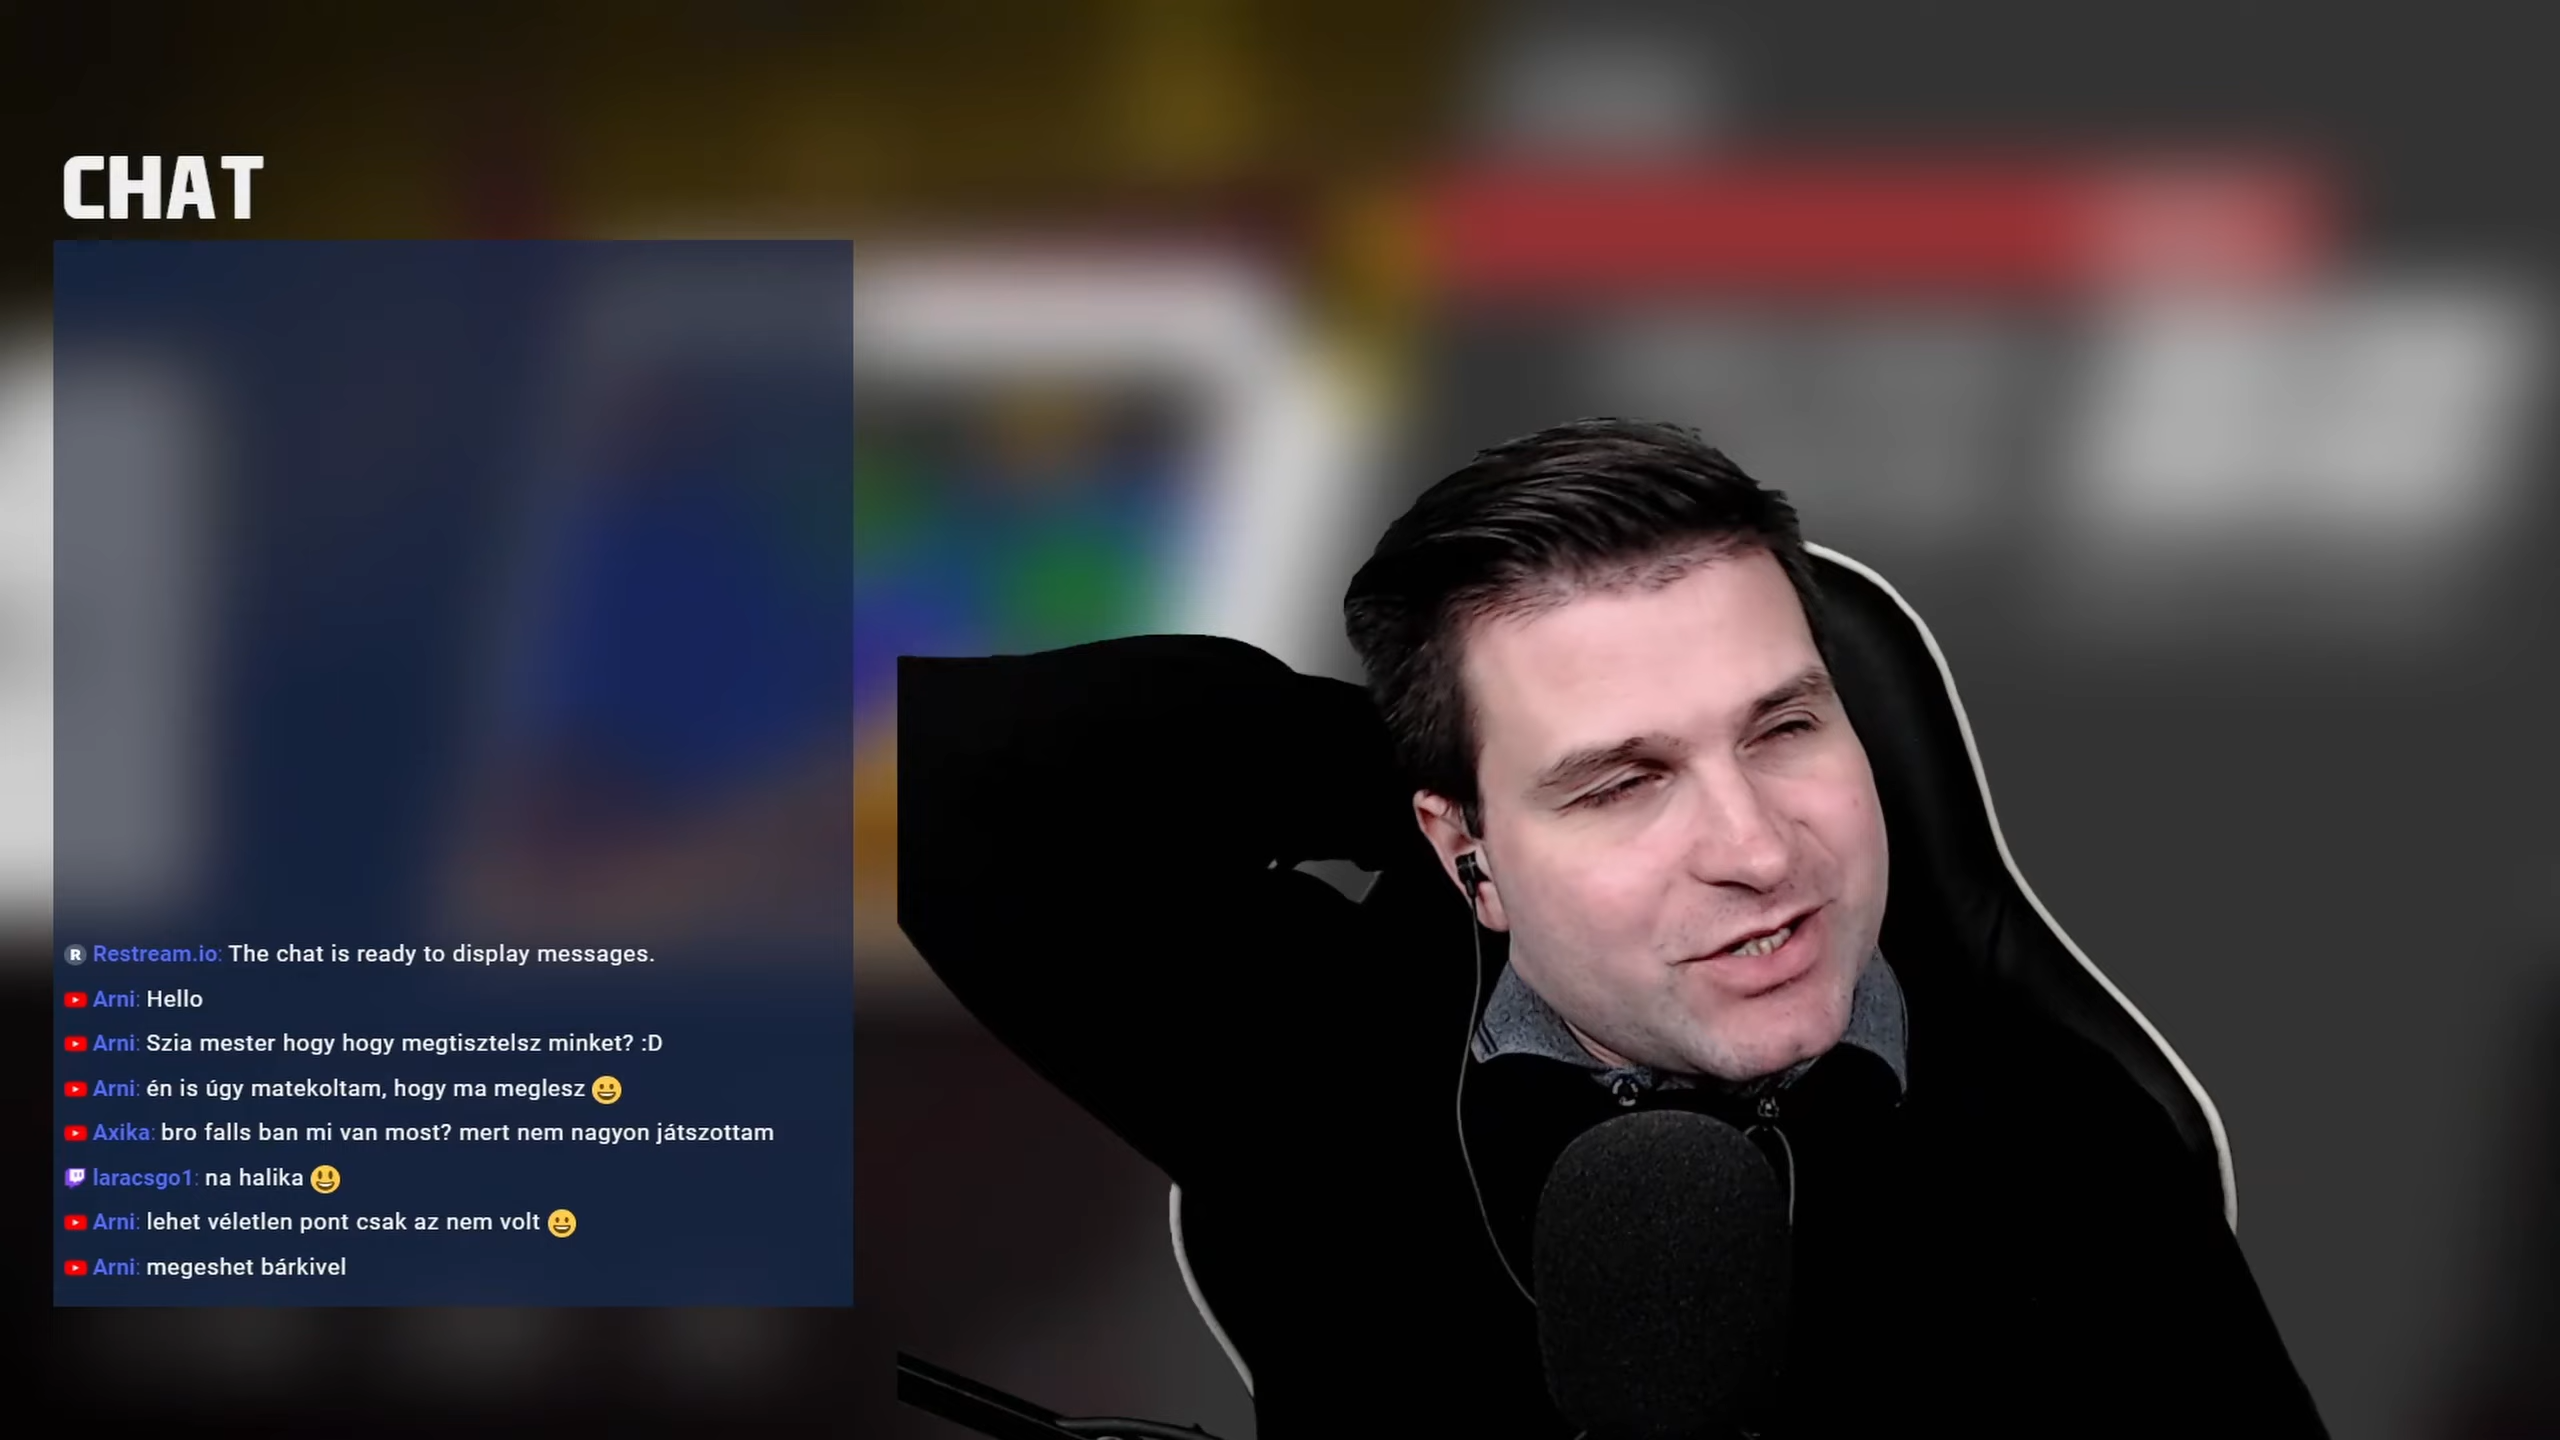 CHAT
R Restream.io: The chat is ready to display messages.
Arni: Hello
Arni: Szia mester hogy hogy megtisztelsz minket? :D
Arni: én is úgy matekoltam, hogy ma meglesz 😀
Axika: bro falls ban mi van most? mert nem nagyon játszottam
laracsgo1: na halika 😃
Arni: lehet véletlen pont csak az nem volt 😀
Arni: megeshet bárkivel